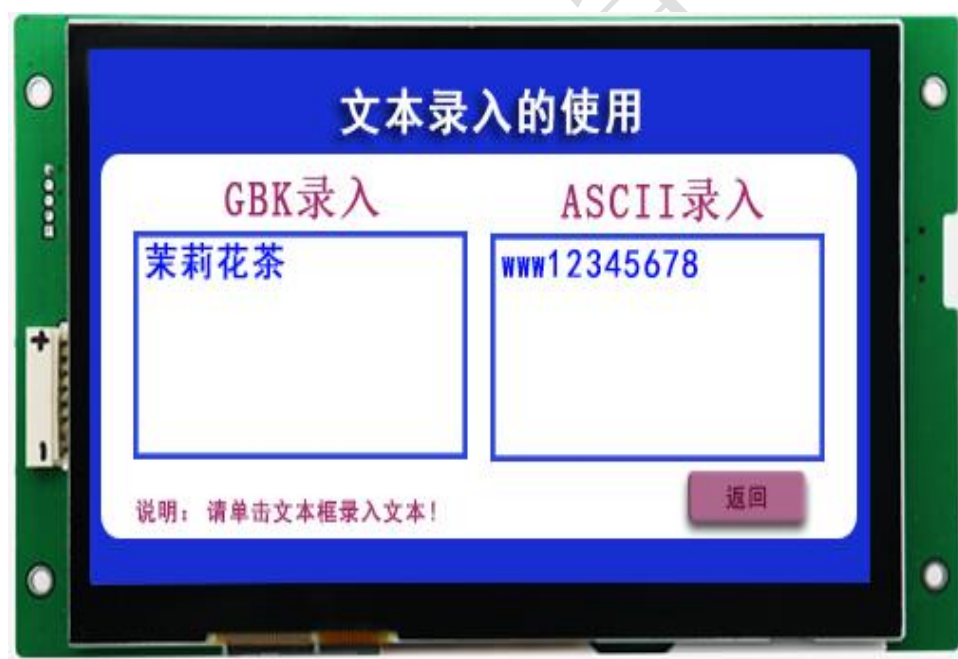 文本录入的使用
GBK录入
ASCII录入
茉莉花茶
www12345678
说明：请单击文本框录入文本！
返回
+
-